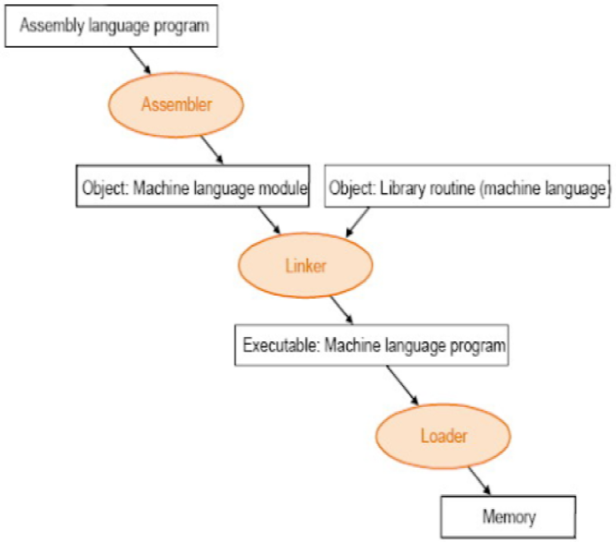 Assembly language program
Assembler
Object: Machine language module
Object: Library routine (machine language)
Linker
Executable: Machine language program
Loader
Memory